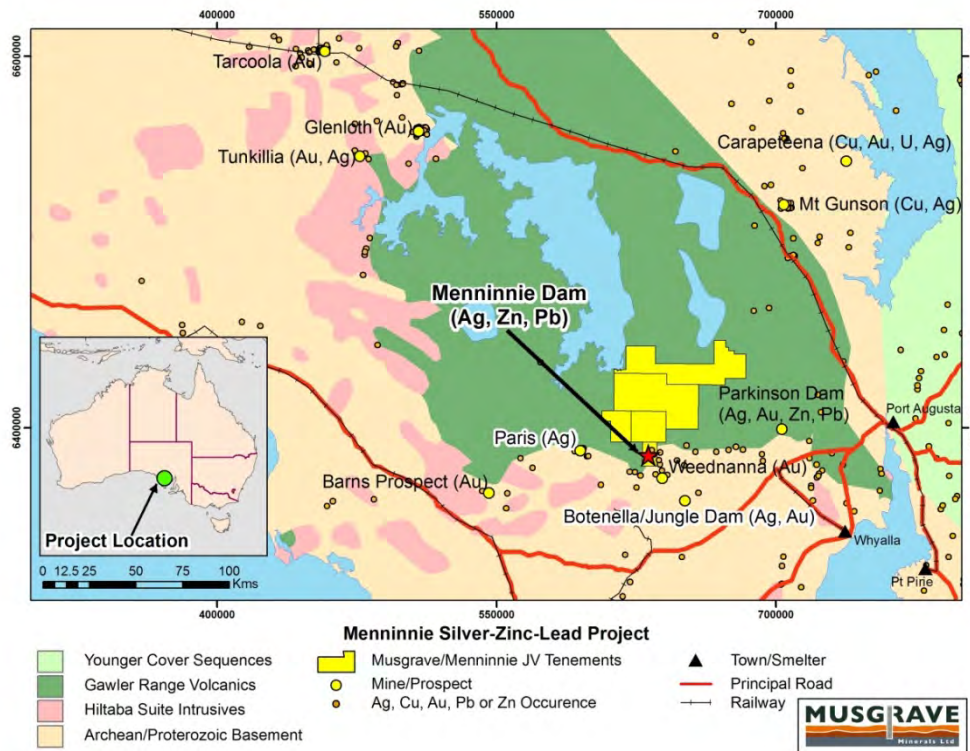 400000
550000
700000
6600000
Tarcoola (Au)
Glenloth (Au)
Tunkillia (Au, Ag)
Carapeteena (Cu, Au, U, Ag)
Mt Gunson (Cu, Ag)
Menninnie Dam
(Ag, Zn, Pb)
Parkinson Dam
(Ag, Au, Zn, Pb)
Port Augusta
6400000
6400000
Paris (Ag)
Weednanna (Au)
Barns Prospect (Au)
Botenella/Jungle Dam (Ag, Au)
Project Location
Whyalla
Pt Pirie
0 12.5 25 50 75 100
Kms
400000
550000
700000
Menninnie Silver-Zinc-Lead Project
Younger Cover Sequences
Gawler Range Volcanics
Hiltaba Suite Intrusives
Archean/Proterozoic Basement
Musgrave/Menninnie JV Tenements
Mine/Prospect
Ag, Cu, Au, Pb or Zn Occurence
Town/Smelter
Principal Road
Railway
MUSGRAVE
Minerals Ltd